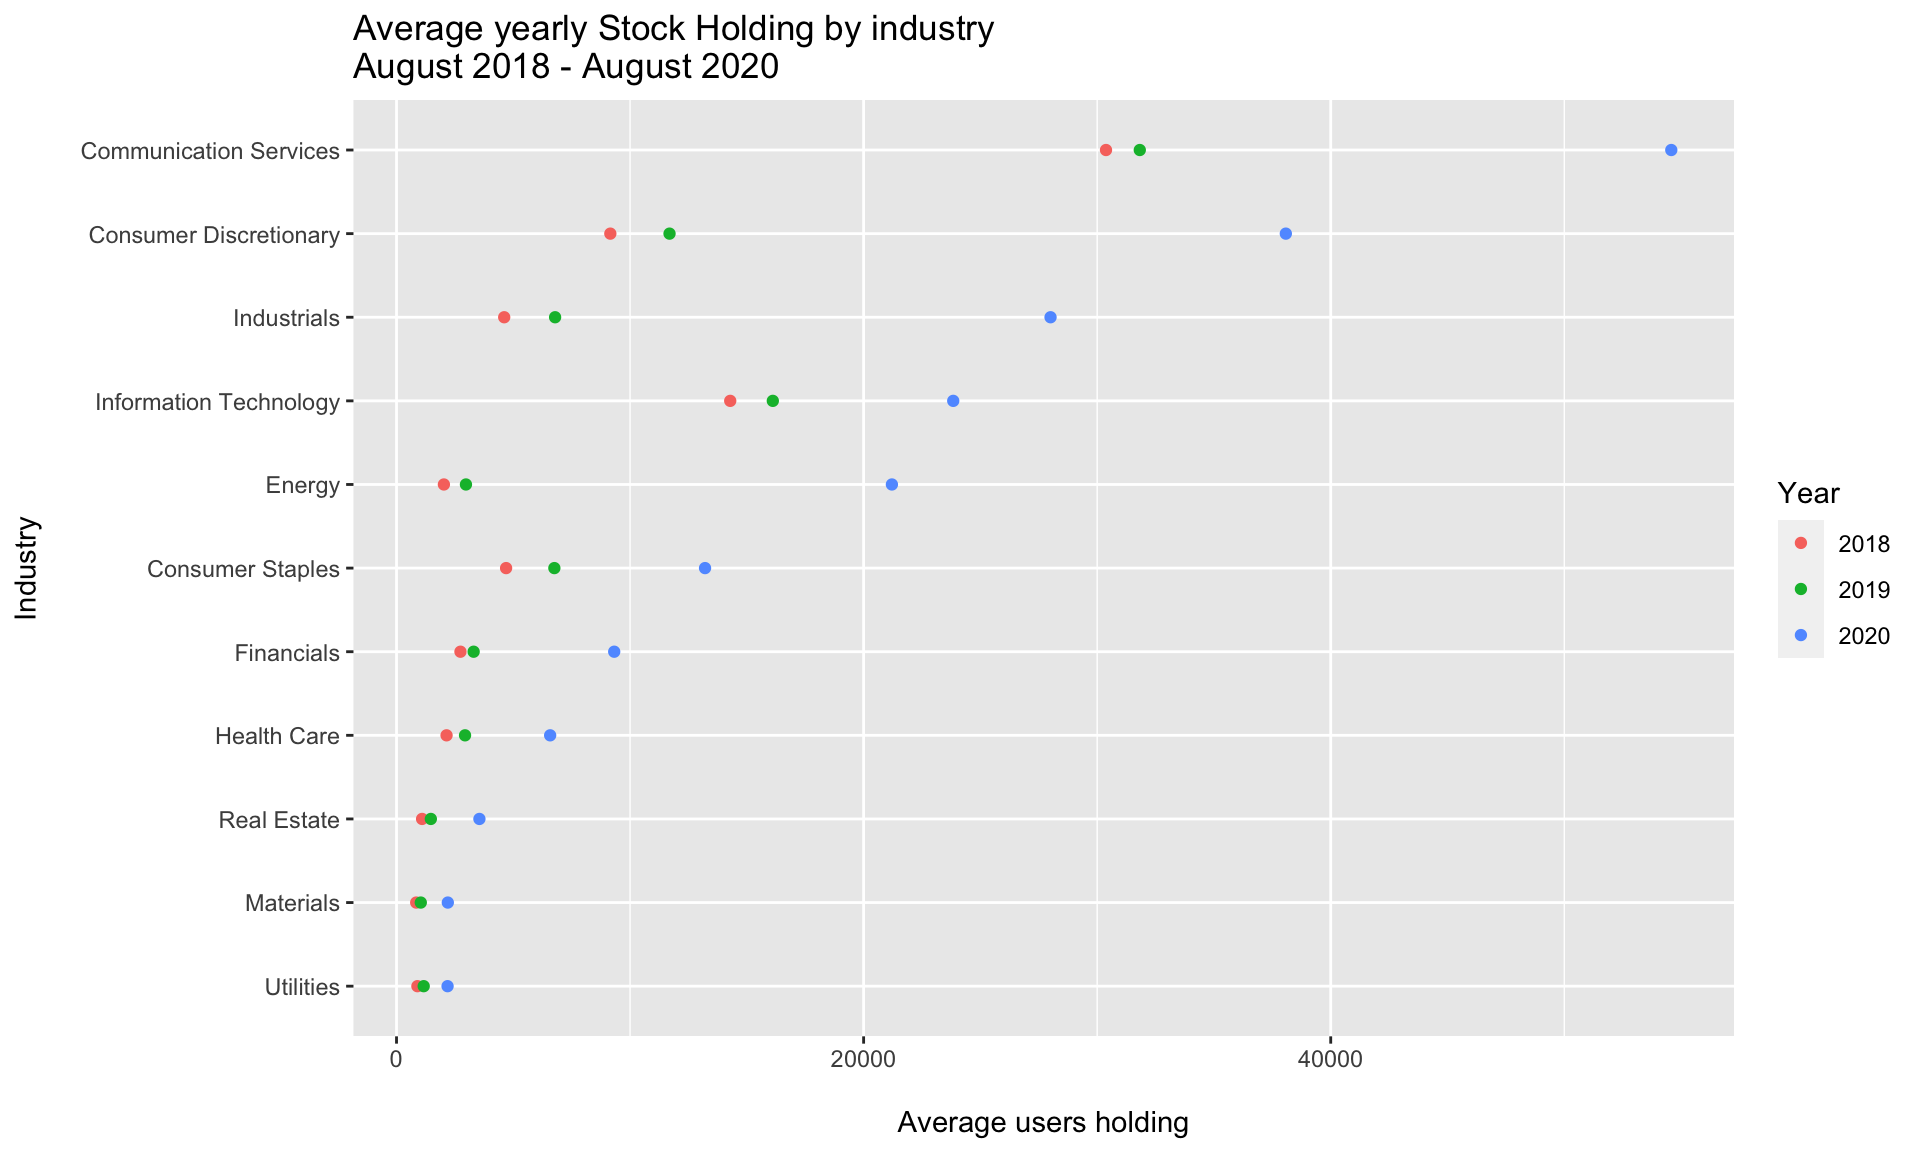 Average yearly Stock Holding by industry
August 2018 - August 2020
Communication Services
Consumer Discretionary
Industrials
Information Technology
Energy
Consumer Staples
Financials
Health Care
Real Estate
Materials
Utilities
Industry
0
20000
40000
Average users holding
Year
2018
2019
2020